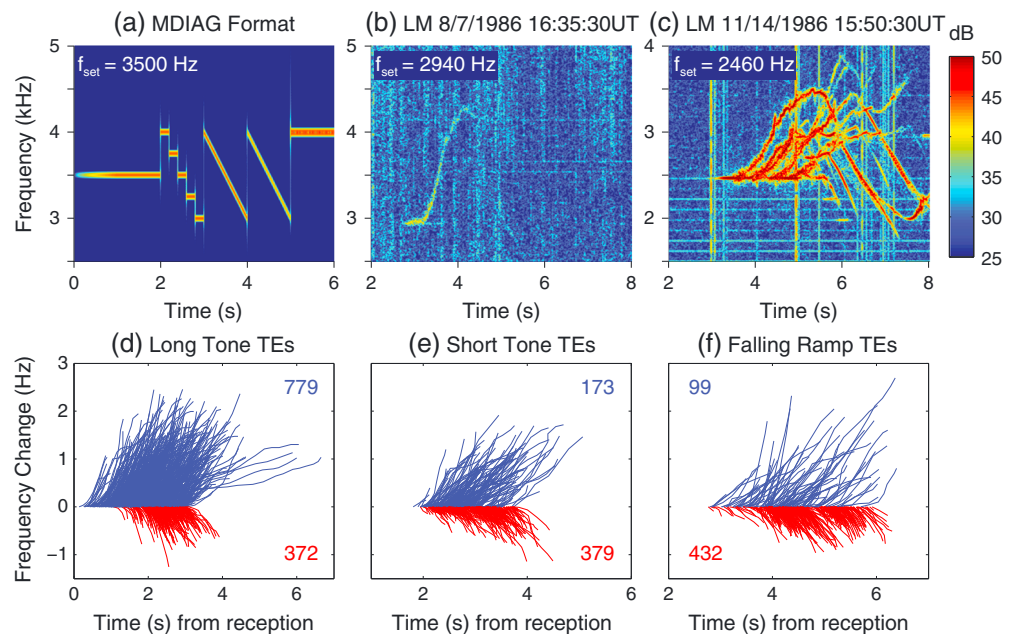 (a) MDIAG Format
(b) LM 8/7/1986 16:35:30UT
(c) LM 11/14/1986 15:50:30UT
dB
f_set = 3500 Hz
f_set = 2940 Hz
f_set = 2460 Hz
Frequency (kHz)
5
4
3
0 2 4 6
Time (s)
5
4
3
2 4 6 8
Time (s)
4
3
2
2 4 6 8
Time (s)
50
45
40
35
30
25
(d) Long Tone TEs
(e) Short Tone TEs
(f) Falling Ramp TEs
Frequency Change (Hz)
3
2
1
0
−1
779
372
0 2 4 6
Time (s) from reception
173
379
0 2 4 6
Time (s) from reception
99
432
2 4 6
Time (s) from reception